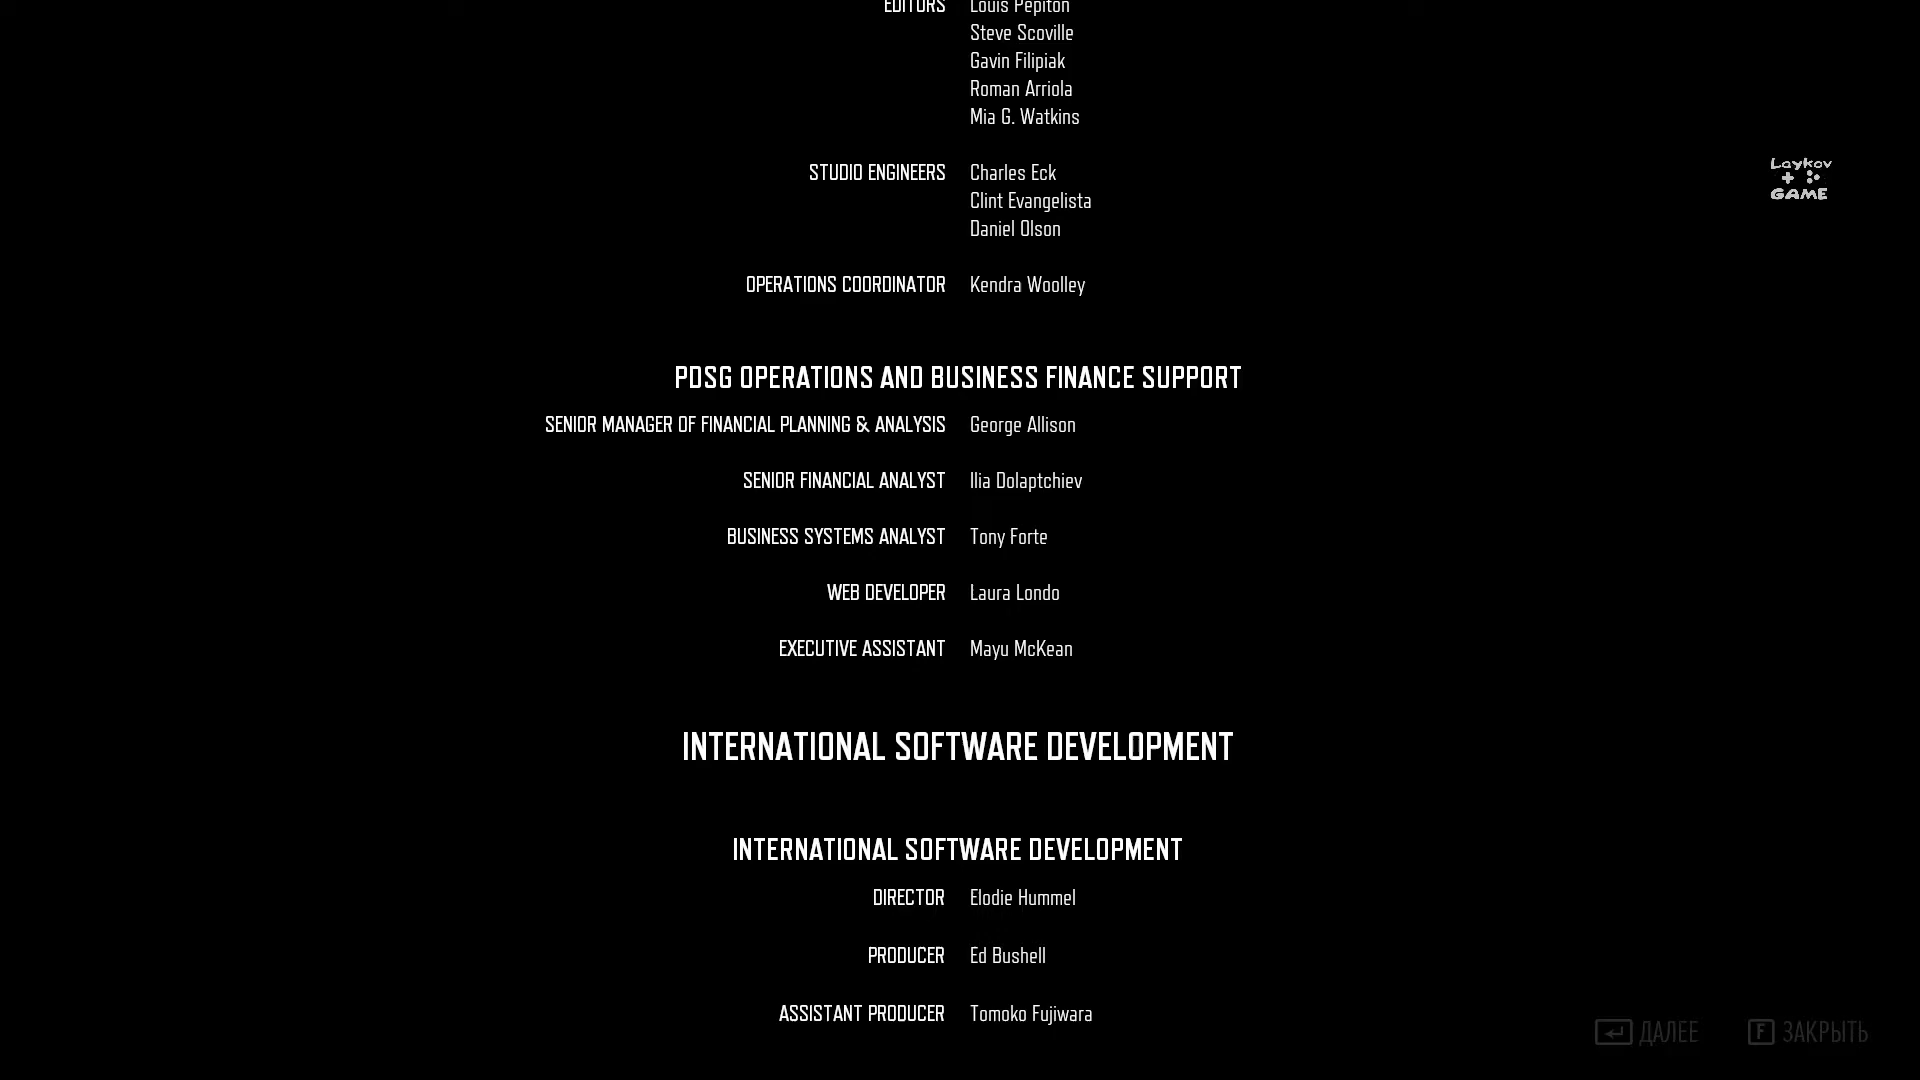 EDITORS Louis Pepiton
Steve Scoville
Gavin Filipiak
Roman Arriola
Mia G. Watkins
STUDIO ENGINEERS Charles Eck
Clint Evangelista
Daniel Olson
OPERATIONS COORDINATOR Kendra Woolley
PDSG OPERATIONS AND BUSINESS FINANCE SUPPORT
SENIOR MANAGER OF FINANCIAL PLANNING & ANALYSIS George Allison
SENIOR FINANCIAL ANALYST Ilia Dolaptchiev
BUSINESS SYSTEMS ANALYST Tony Forte
WEB DEVELOPER Laura Londo
EXECUTIVE ASSISTANT Mayu McKean
INTERNATIONAL SOFTWARE DEVELOPMENT
INTERNATIONAL SOFTWARE DEVELOPMENT
DIRECTOR Elodie Hummel
PRODUCER Ed Bushell
ASSISTANT PRODUCER Tomoko Fujiwara
Laykov
GAME
ДАЛЕЕ
F ЗАКРЫТЬ